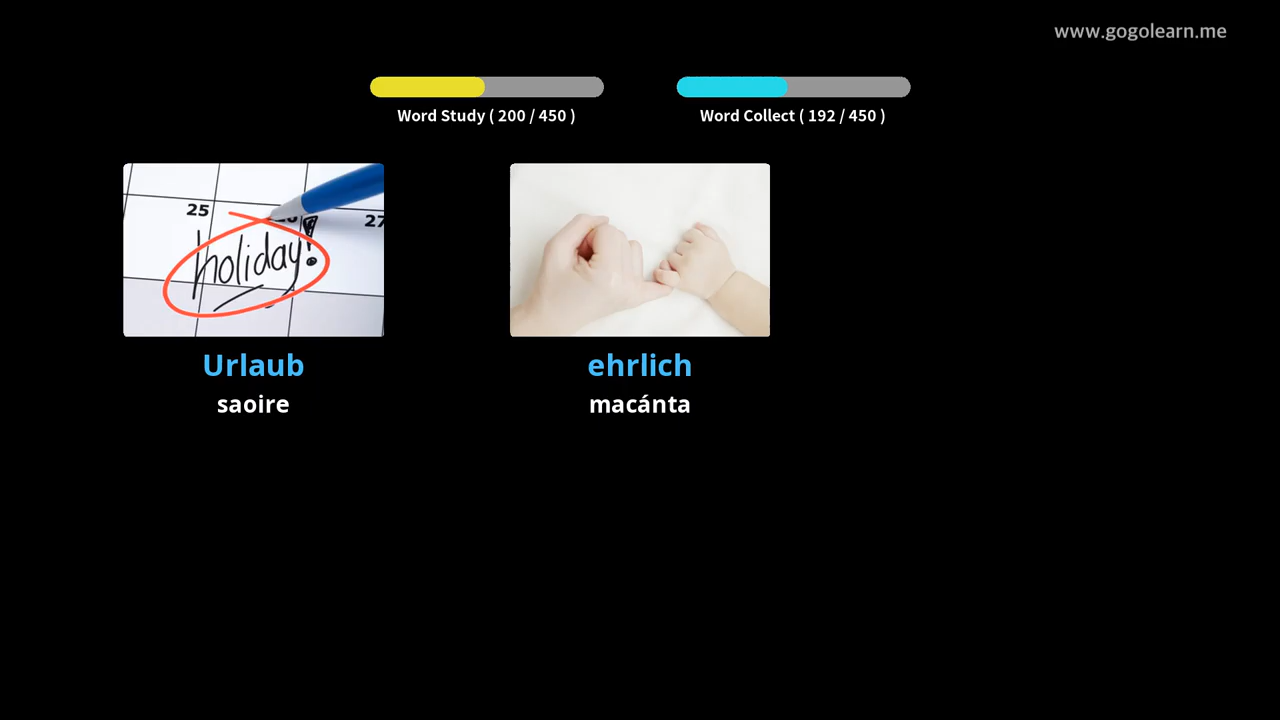 www.gogolearn.me
Word Study ( 200 / 450 )
Word Collect ( 192 / 450 )
25
27
holiday!
Urlaub
saoire
ehrlich
macánta